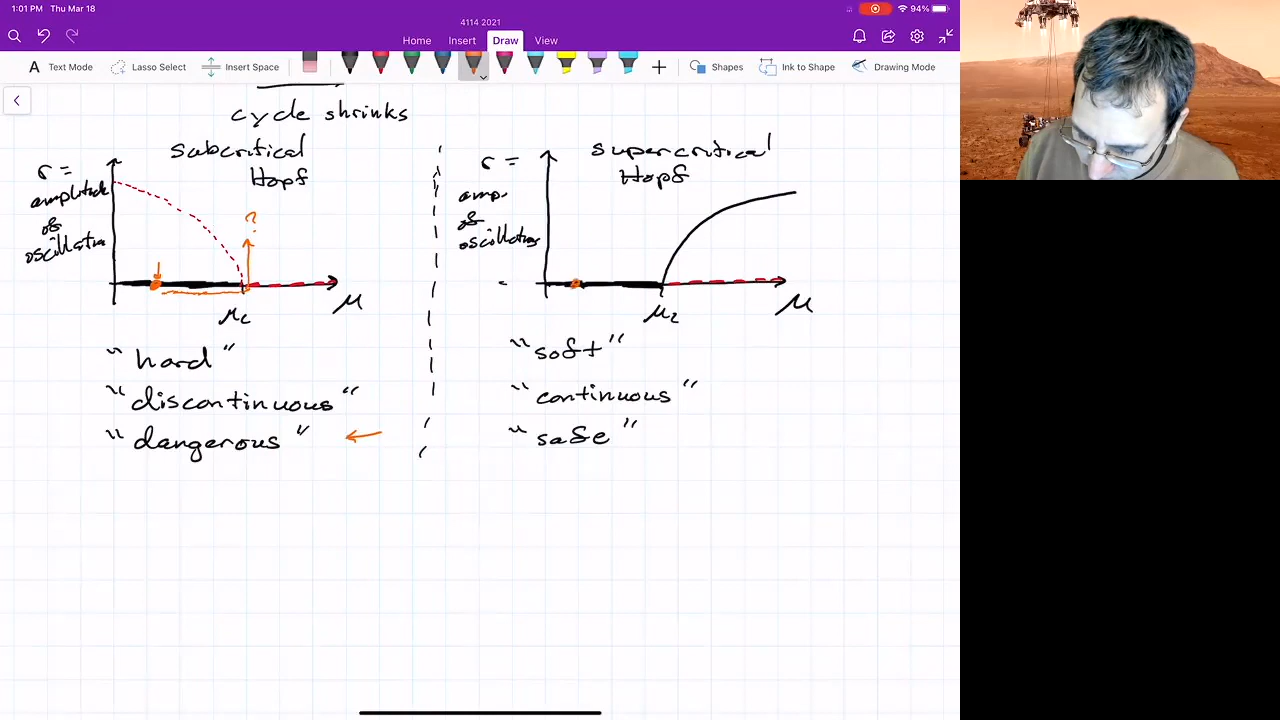 1:01 PM Thu Mar 18
94%
4114 2021
Home Insert Draw View
Text Mode Lasso Select Insert Space Shapes Ink to Shape Drawing Mode
cycle shrinks
subcritical
Hopf
r =
amplitude
of
oscillation
?
μc
μ
"hard"
"discontinuous"
"dangerous"
supercritical
Hopf
r =
amp.
of
oscillations
μc
μ
"soft"
"continuous"
"safe"